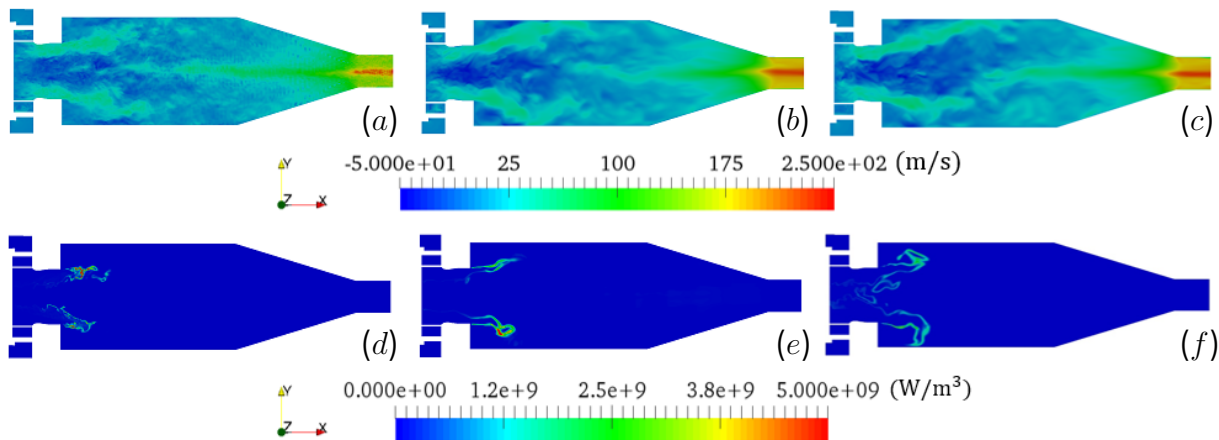 (a) (b) (c)
Y
Z X
-5.000e+01 25 100 175 2.500e+02 (m/s)
(d) (e) (f)
Y
Z X
0.000e+00 1.2e+9 2.5e+9 3.8e+9 5.000e+09 (W/m³)